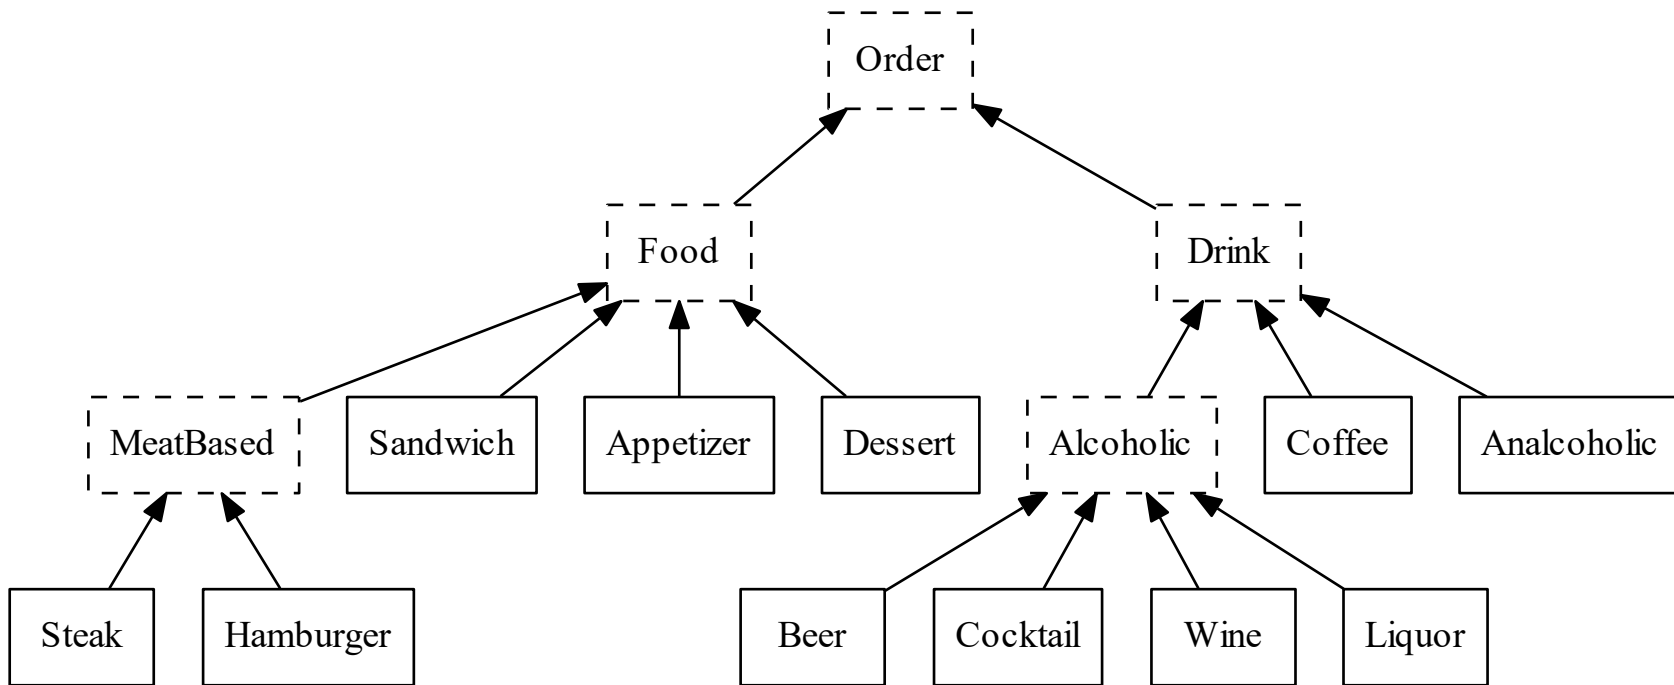 Order
Food
Drink
MeatBased
Sandwich
Appetizer
Dessert
Alcoholic
Coffee
Analcoholic
Steak
Hamburger
Beer
Cocktail
Wine
Liquor